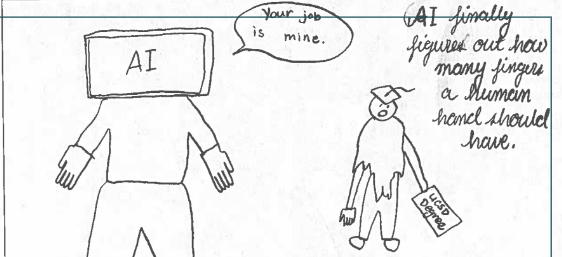 Your job
is mine.
AI finally
figures out how
many fingers
a human
hand should
have.
AI
UCSD
Degree